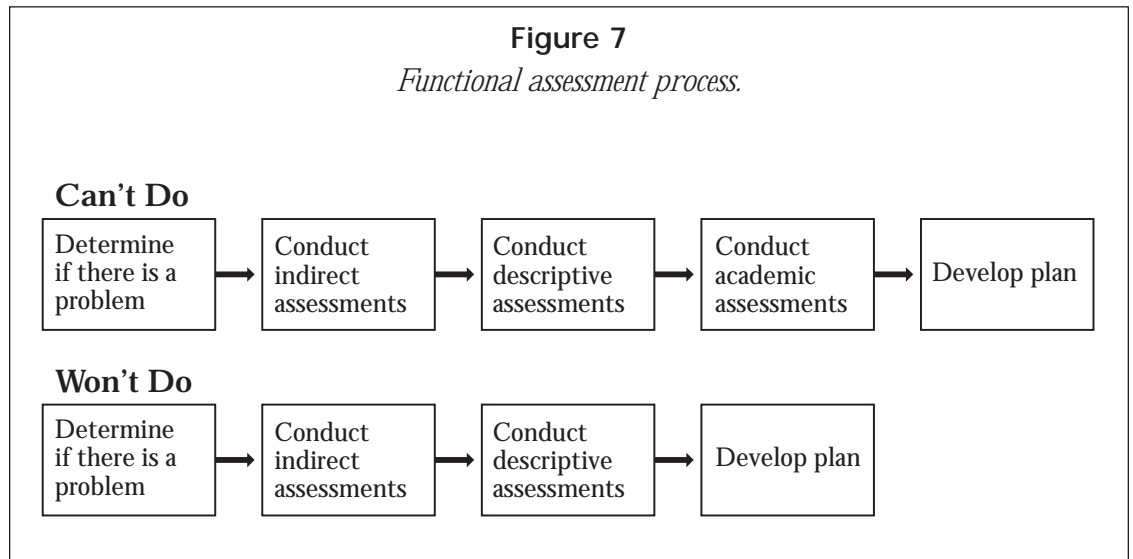 Figure 7
Functional assessment process.
Can't Do
Determine
if there is a
problem
Conduct
indirect
assessments
Conduct
descriptive
assessments
Conduct
academic
assessments
Develop plan
Won't Do
Determine
if there is a
problem
Conduct
indirect
assessments
Conduct
descriptive
assessments
Develop plan